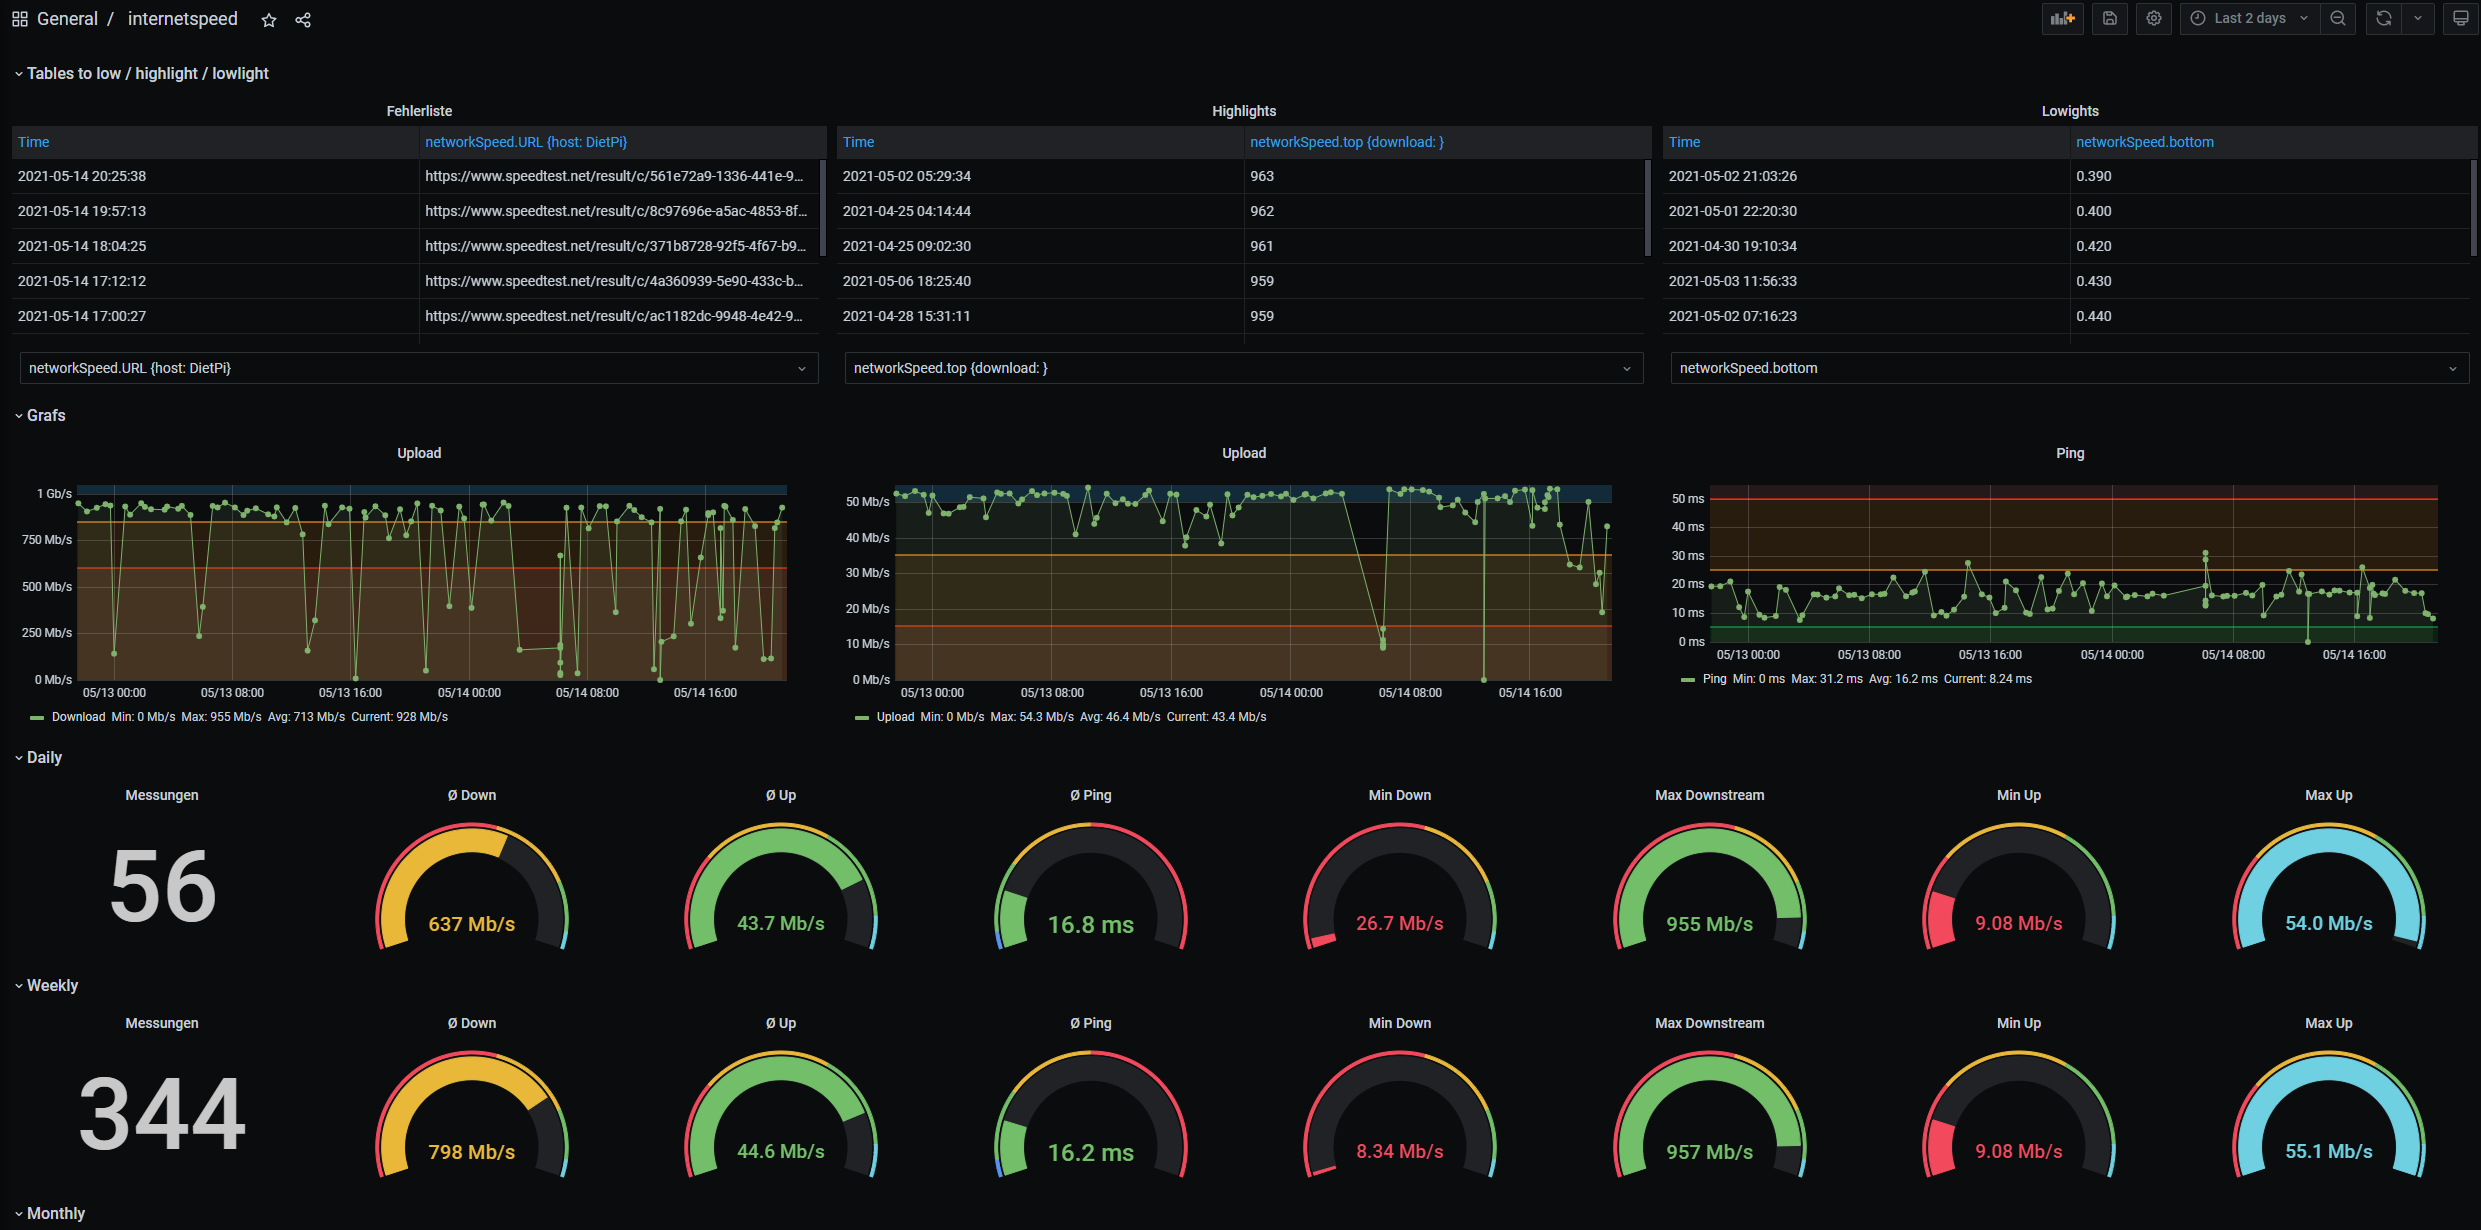 General / internetspeed
Last 2 days
Tables to low / highlight / lowlight
Fehlerliste
Time networkSpeed.URL {host: DietPi}
2021-05-14 20:25:38 https://www.speedtest.net/result/c/561e72a9-1336-441e-9...
2021-05-14 19:57:13 https://www.speedtest.net/result/c/8c97696e-a5ac-4853-8f...
2021-05-14 18:04:25 https://www.speedtest.net/result/c/371b8728-92f5-4f67-b9...
2021-05-14 17:12:12 https://www.speedtest.net/result/c/4a360939-5e90-433c-b...
2021-05-14 17:00:27 https://www.speedtest.net/result/c/ac1182dc-9948-4e42-9...
networkSpeed.URL {host: DietPi}
Highlights
Time networkSpeed.top {download: }
2021-05-02 05:29:34 963
2021-04-25 04:14:44 962
2021-04-25 09:02:30 961
2021-05-06 18:25:40 959
2021-04-28 15:31:11 959
networkSpeed.top {download: }
Lowights
Time networkSpeed.bottom
2021-05-02 21:03:26 0.390
2021-05-01 22:20:30 0.400
2021-04-30 19:10:34 0.420
2021-05-03 11:56:33 0.430
2021-05-02 07:16:23 0.440
networkSpeed.bottom
Grafs
Upload
1 Gb/s
750 Mb/s
500 Mb/s
250 Mb/s
0 Mb/s
05/13 00:00 05/13 08:00 05/13 16:00 05/14 00:00 05/14 08:00 05/14 16:00
Download Min: 0 Mb/s Max: 955 Mb/s Avg: 713 Mb/s Current: 928 Mb/s
Upload
50 Mb/s
40 Mb/s
30 Mb/s
20 Mb/s
10 Mb/s
0 Mb/s
05/13 00:00 05/13 08:00 05/13 16:00 05/14 00:00 05/14 08:00 05/14 16:00
Upload Min: 0 Mb/s Max: 54.3 Mb/s Avg: 46.4 Mb/s Current: 43.4 Mb/s
Ping
50 ms
40 ms
30 ms
20 ms
10 ms
0 ms
05/13 00:00 05/13 08:00 05/13 16:00 05/14 00:00 05/14 08:00 05/14 16:00
Ping Min: 0 ms Max: 31.2 ms Avg: 16.2 ms Current: 8.24 ms
Daily
Messungen Ø Down Ø Up Ø Ping Min Down Max Downstream Min Up Max Up
56 637 Mb/s 43.7 Mb/s 16.8 ms 26.7 Mb/s 955 Mb/s 9.08 Mb/s 54.0 Mb/s
Weekly
Messungen Ø Down Ø Up Ø Ping Min Down Max Downstream Min Up Max Up
344 798 Mb/s 44.6 Mb/s 16.2 ms 8.34 Mb/s 957 Mb/s 9.08 Mb/s 55.1 Mb/s
Monthly